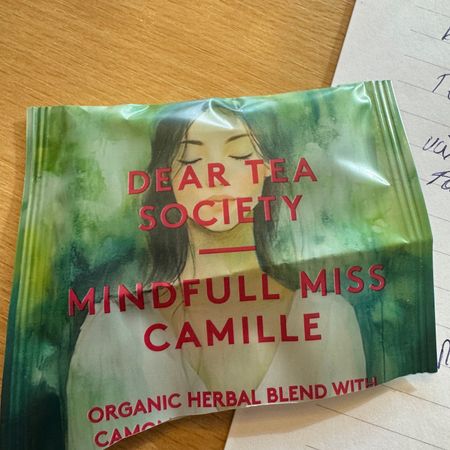 DEAR TEA
SOCIETY
MINDFULL MISS
CAMILLE
ORGANIC HERBAL BLEND WITH